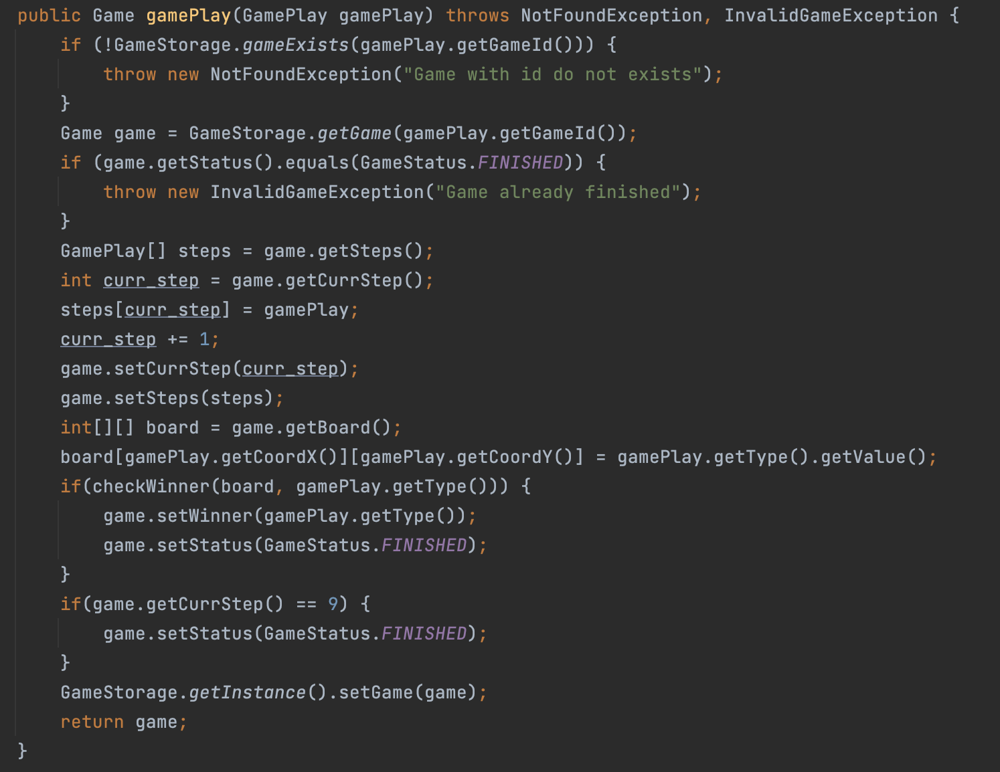 public Game gamePlay(GamePlay gamePlay) throws NotFoundException, InvalidGameException {
    if (!GameStorage.gameExists(gamePlay.getGameId())) {
        throw new NotFoundException("Game with id do not exists");
    }
    Game game = GameStorage.getGame(gamePlay.getGameId());
    if (game.getStatus().equals(GameStatus.FINISHED)) {
        throw new InvalidGameException("Game already finished");
    }
    GamePlay[] steps = game.getSteps();
    int curr_step = game.getCurrStep();
    steps[curr_step] = gamePlay;
    curr_step += 1;
    game.setCurrStep(curr_step);
    game.setSteps(steps);
    int[][] board = game.getBoard();
    board[gamePlay.getCoordX()][gamePlay.getCoordY()] = gamePlay.getType().getValue();
    if(checkWinner(board, gamePlay.getType())) {
        game.setWinner(gamePlay.getType());
        game.setStatus(GameStatus.FINISHED);
    }
    if(game.getCurrStep() == 9) {
        game.setStatus(GameStatus.FINISHED);
    }
    GameStorage.getInstance().setGame(game);
    return game;
}